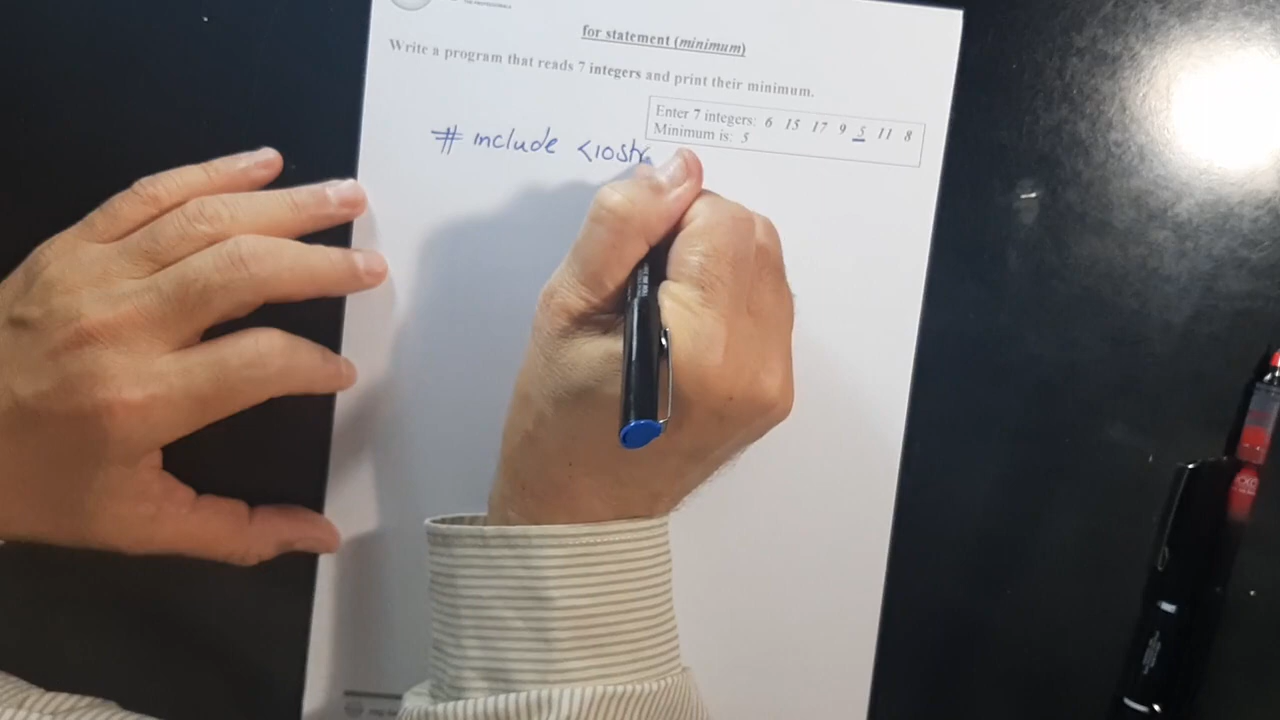 for statement (minimum)
Write a program that reads 7 integers and print their minimum.
Enter 7 integers: 6 15 17 9 5 11 8
Minimum is: 5
# include <iostr